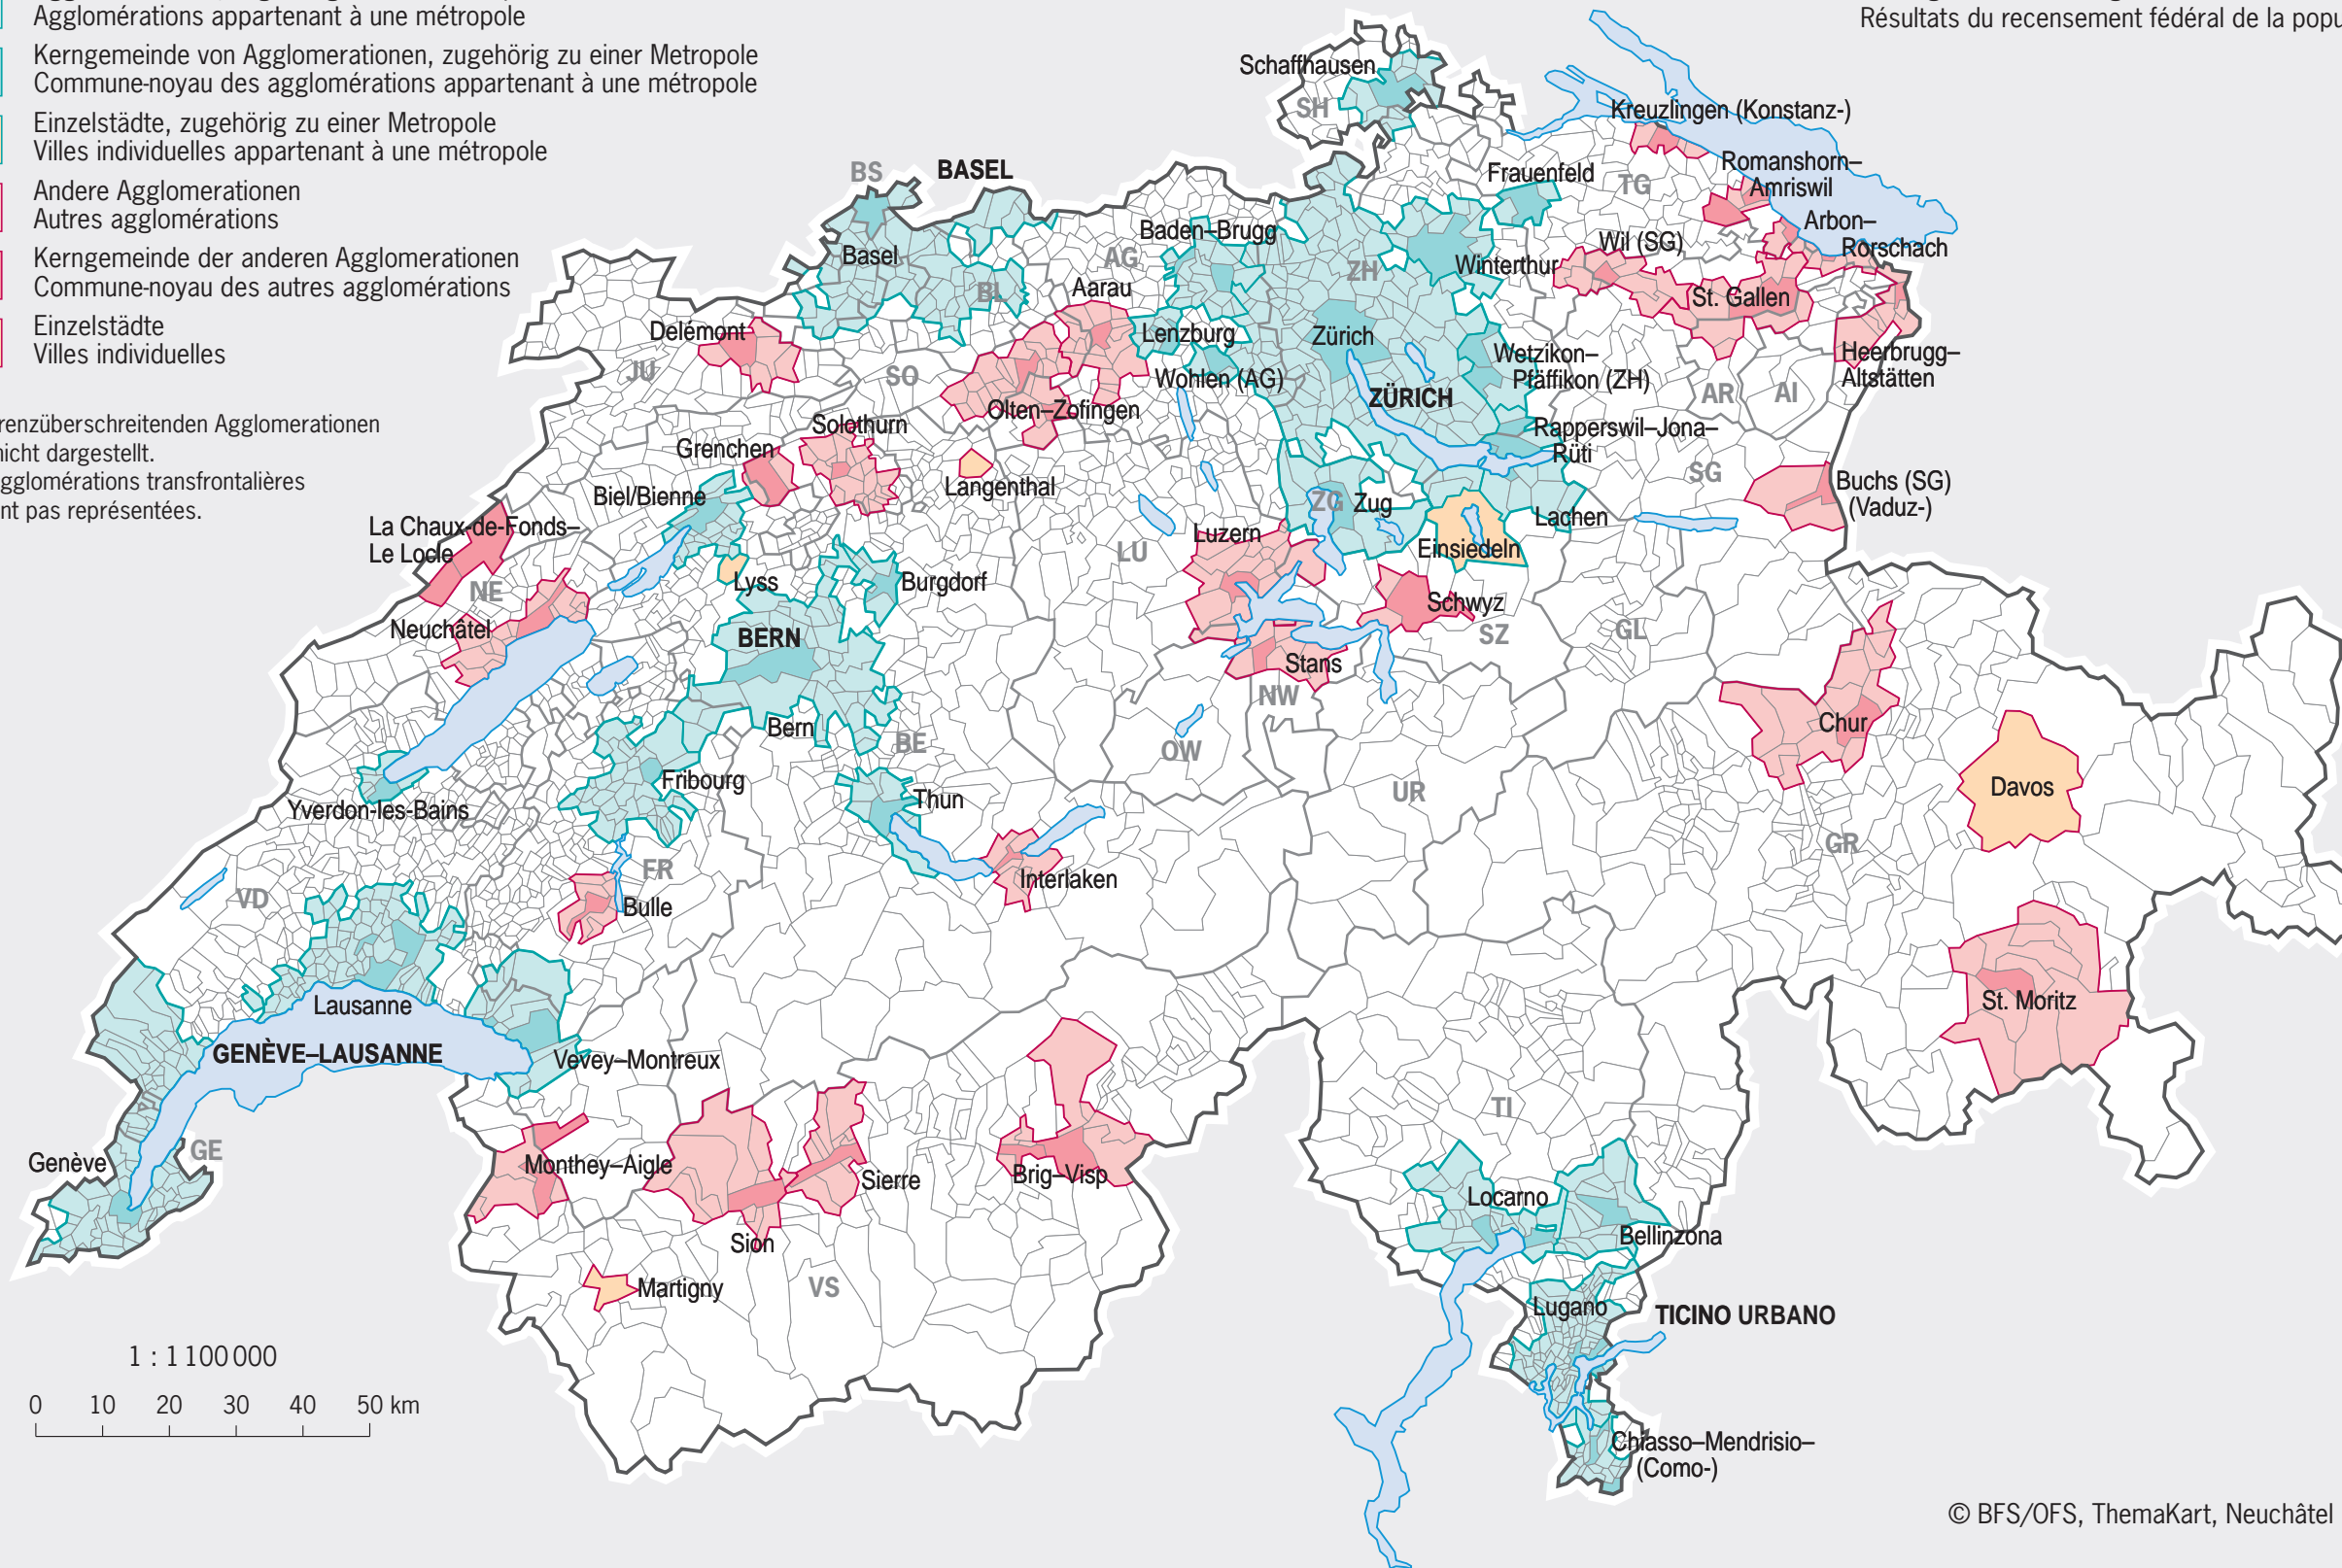 Agglomérations appartenant à une métropole
Kerngemeinde von Agglomerationen, zugehörig zu einer Metropole
Commune-noyau des agglomérations appartenant à une métropole
Einzelstädte, zugehörig zu einer Metropole
Villes individuelles appartenant à une métropole
Andere Agglomerationen
Autres agglomérations
Kerngemeinde der anderen Agglomerationen
Commune-noyau des autres agglomérations
Einzelstädte
Villes individuelles
renzüberschreitenden Agglomerationen
nicht dargestellt.
gglomérations transfrontalières
nt pas représentées.
Résultats du recensement fédéral de la popu
Schaffhausen
SH
Kreuzlingen (Konstanz-)
BS
BASEL
Frauenfeld
TG
Romanshorn–
Amriswil
Arbon–
Rorschach
Basel
BL
AG
Baden–Brugg
ZH
Winterthur
Wil (SG)
St. Gallen
Aarau
Delémont
JU
SO
Lenzburg
Zürich
Wohlen (AG)
ZÜRICH
Wetzikon–
Pfäffikon (ZH)
AR
AI
Heerbrugg–
Altstätten
Olten–Zofingen
Solothurn
Grenchen
Langenthal
Biel/Bienne
Rapperswil–Jona–
Rüti
SG
Buchs (SG)
(Vaduz-)
ZG
Zug
Lachen
Einsiedeln
La Chaux-de-Fonds–
Le Locle
NE
Neuchâtel
Lyss
Burgdorf
LU
Luzern
Schwyz
SZ
GL
BERN
Bern
BE
Stans
NW
OW
UR
Chur
Davos
GR
Yverdon-les-Bains
Fribourg
Thun
Interlaken
FR
Bulle
VD
Lausanne
GENÈVE–LAUSANNE
Vevey–Montreux
St. Moritz
GE
Genève
Monthey–Aigle
Sion
Sierre
Brig–Visp
Martigny
VS
TI
Locarno
Bellinzona
Lugano
TICINO URBANO
Chiasso–Mendrisio–
(Como-)
1 : 1 100 000
0 10 20 30 40 50 km
© BFS/OFS, ThemaKart, Neuchâtel